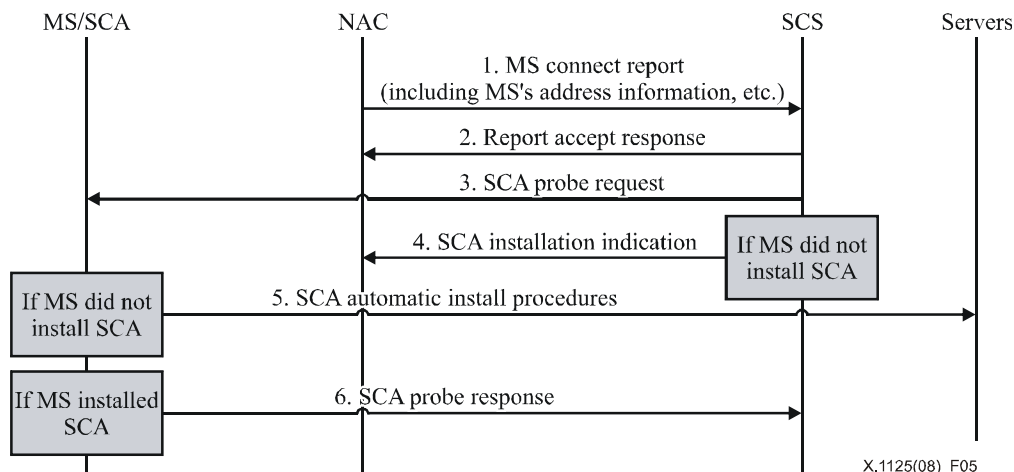 MS/SCA
NAC
SCS
Servers
1. MS connect report
(including MS's address information, etc.)
2. Report accept response
3. SCA probe request
4. SCA installation indication
If MS did not
install SCA
If MS did not
install SCA
5. SCA automatic install procedures
If MS installed
SCA
6. SCA probe response
X.1125(08)_F05